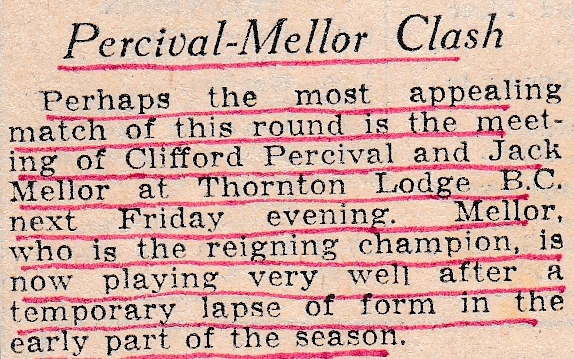 Percival-Mellor Clash
Perhaps the most appealing
match of this round is the meet-
ing of Clifford Percival and Jack
Mellor at Thornton Lodge B.C.
next Friday evening. Mellor,
who is the reigning champion, is
now playing very well after a
temporary lapse of form in the
early part of the season.